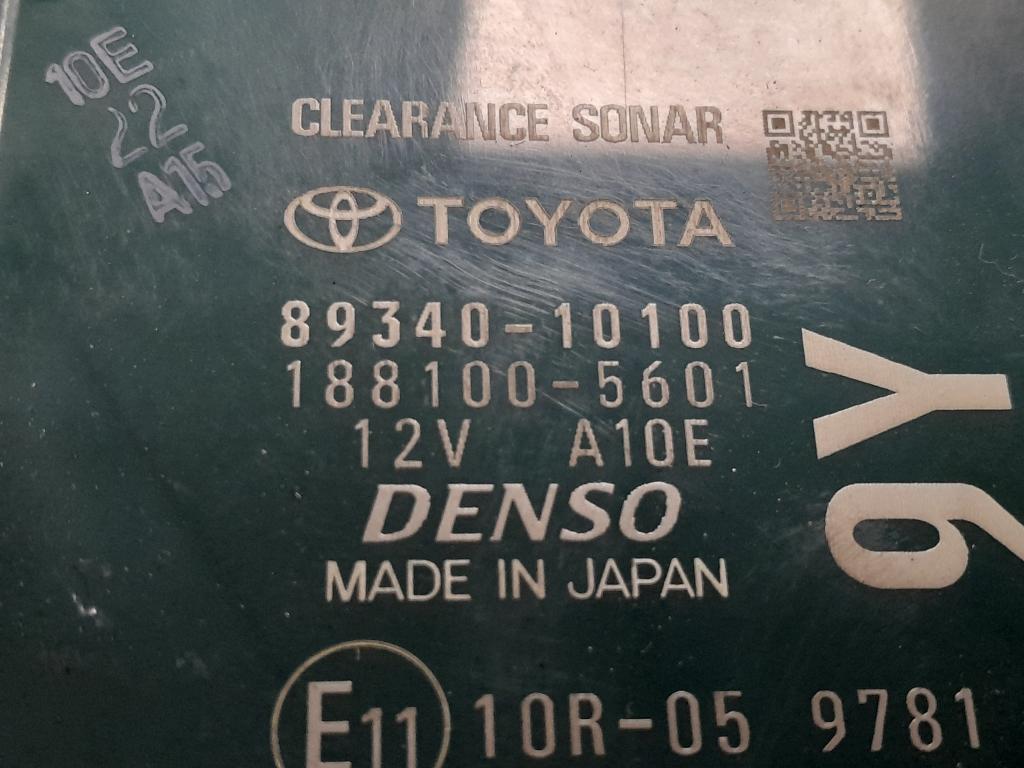 10E
22
A15
CLEARANCE SONAR
TOYOTA
89340-10100
188100-5601
12V A10E
DENSO
MADE IN JAPAN
E11 10R-05 9781
9Y